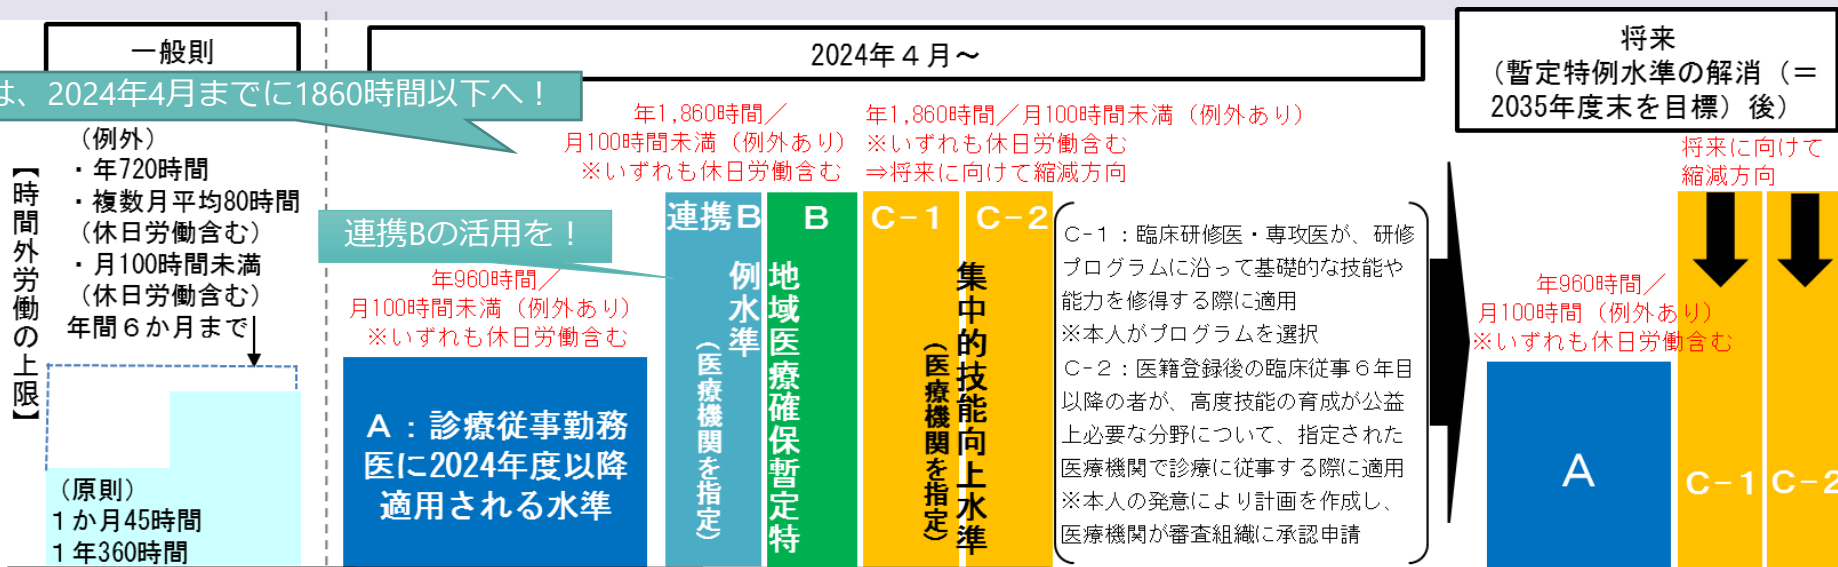 一般則
は、2024年4月までに1860時間以下へ！
（例外）
・年720時間
・複数月平均80時間
（休日労働含む）
・月100時間未満
（休日労働含む）
年間６か月まで
【時間外労働の上限】
（原則）
１か月45時間
１年360時間
2024年４月～
年1,860時間／
月100時間未満（例外あり）
※いずれも休日労働含む
年1,860時間／月100時間未満（例外あり）
※いずれも休日労働含む
⇒将来に向けて縮減方向
連携Bの活用を！
年960時間／
月100時間未満（例外あり）
※いずれも休日労働含む
Ａ：診療従事勤務
医に2024年度以降
適用される水準
連携Ｂ
Ｂ
地域医療確保暫定特
例水準
（医療機関を指定）
Ｃ－１
Ｃ－２
集中的技能向上水準
（医療機関を指定）
Ｃ－１：臨床研修医・専攻医が、研修
プログラムに沿って基礎的な技能や
能力を修得する際に適用
※本人がプログラムを選択
Ｃ－２：医籍登録後の臨床従事６年目
以降の者が、高度技能の育成が公益
上必要な分野について、指定された
医療機関で診療に従事する際に適用
※本人の発意により計画を作成し、
医療機関が審査組織に承認申請
将来
（暫定特例水準の解消（＝
2035年度末を目標）後）
将来に向けて
縮減方向
年960時間／
月100時間（例外あり）
※いずれも休日労働含む
Ａ
Ｃ－１
Ｃ－２